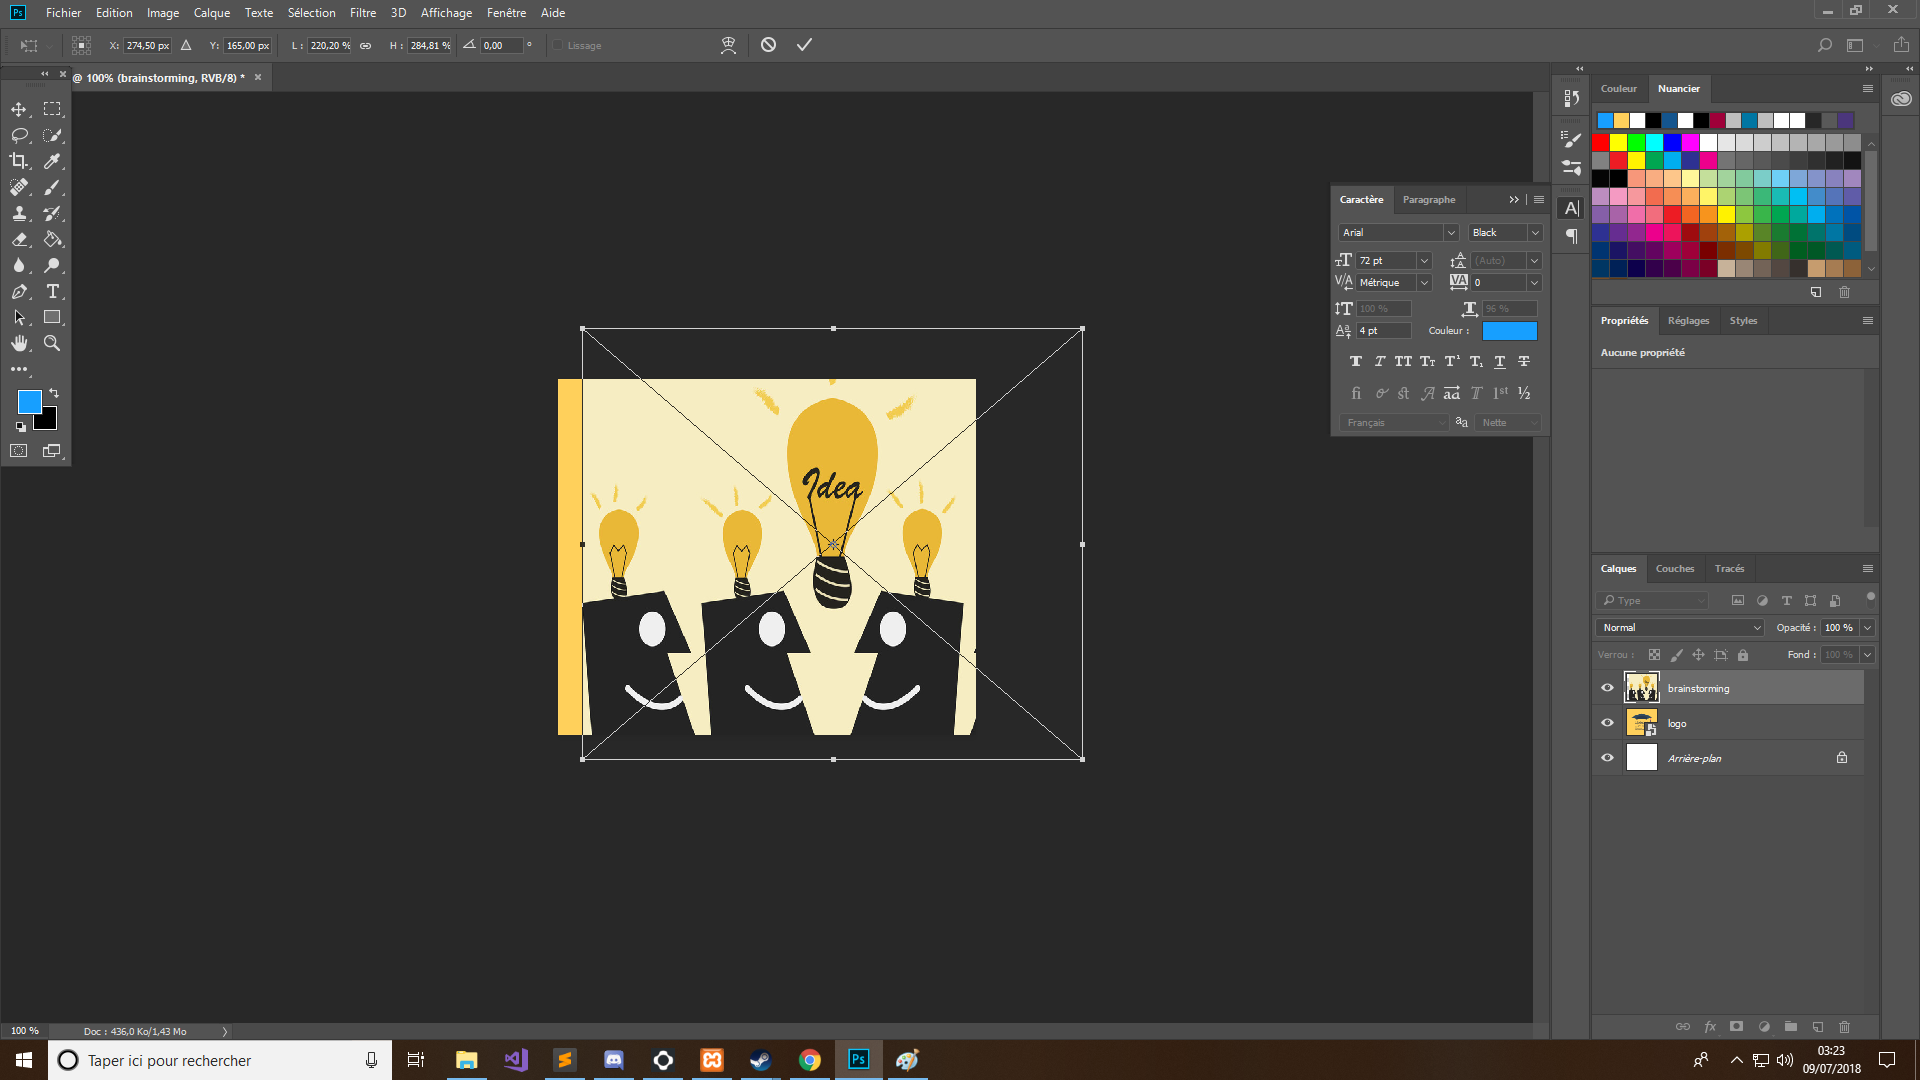 Ps Fichier Edition Image Calque Texte Sélection Filtre 3D Affichage Fenêtre Aide
X: 274,50 px Y: 165,00 px L : 220,20 % H : 284,81 % 0,00 ° Lissage
@ 100% (brainstorming, RVB/8) * ×
Couleur Nuancier
Caractère Paragraphe
Arial Black
72 pt (Auto)
Métrique 0
100 % 96 %
4 pt Couleur :
T T TT Tt T¹ T₁ T T
fi st A aa T 1st ½
Français aa Nette
Propriétés Réglages Styles
Aucune propriété
Idea
Calques Couches Tracés
Type
Normal Opacité : 100 %
Verrou : Fond : 100 %
brainstorming
logo
Arrière-plan
fx
100 % Doc : 436,0 Ko/1,43 Mo
Taper ici pour rechercher
Ps
03:23
09/07/2018